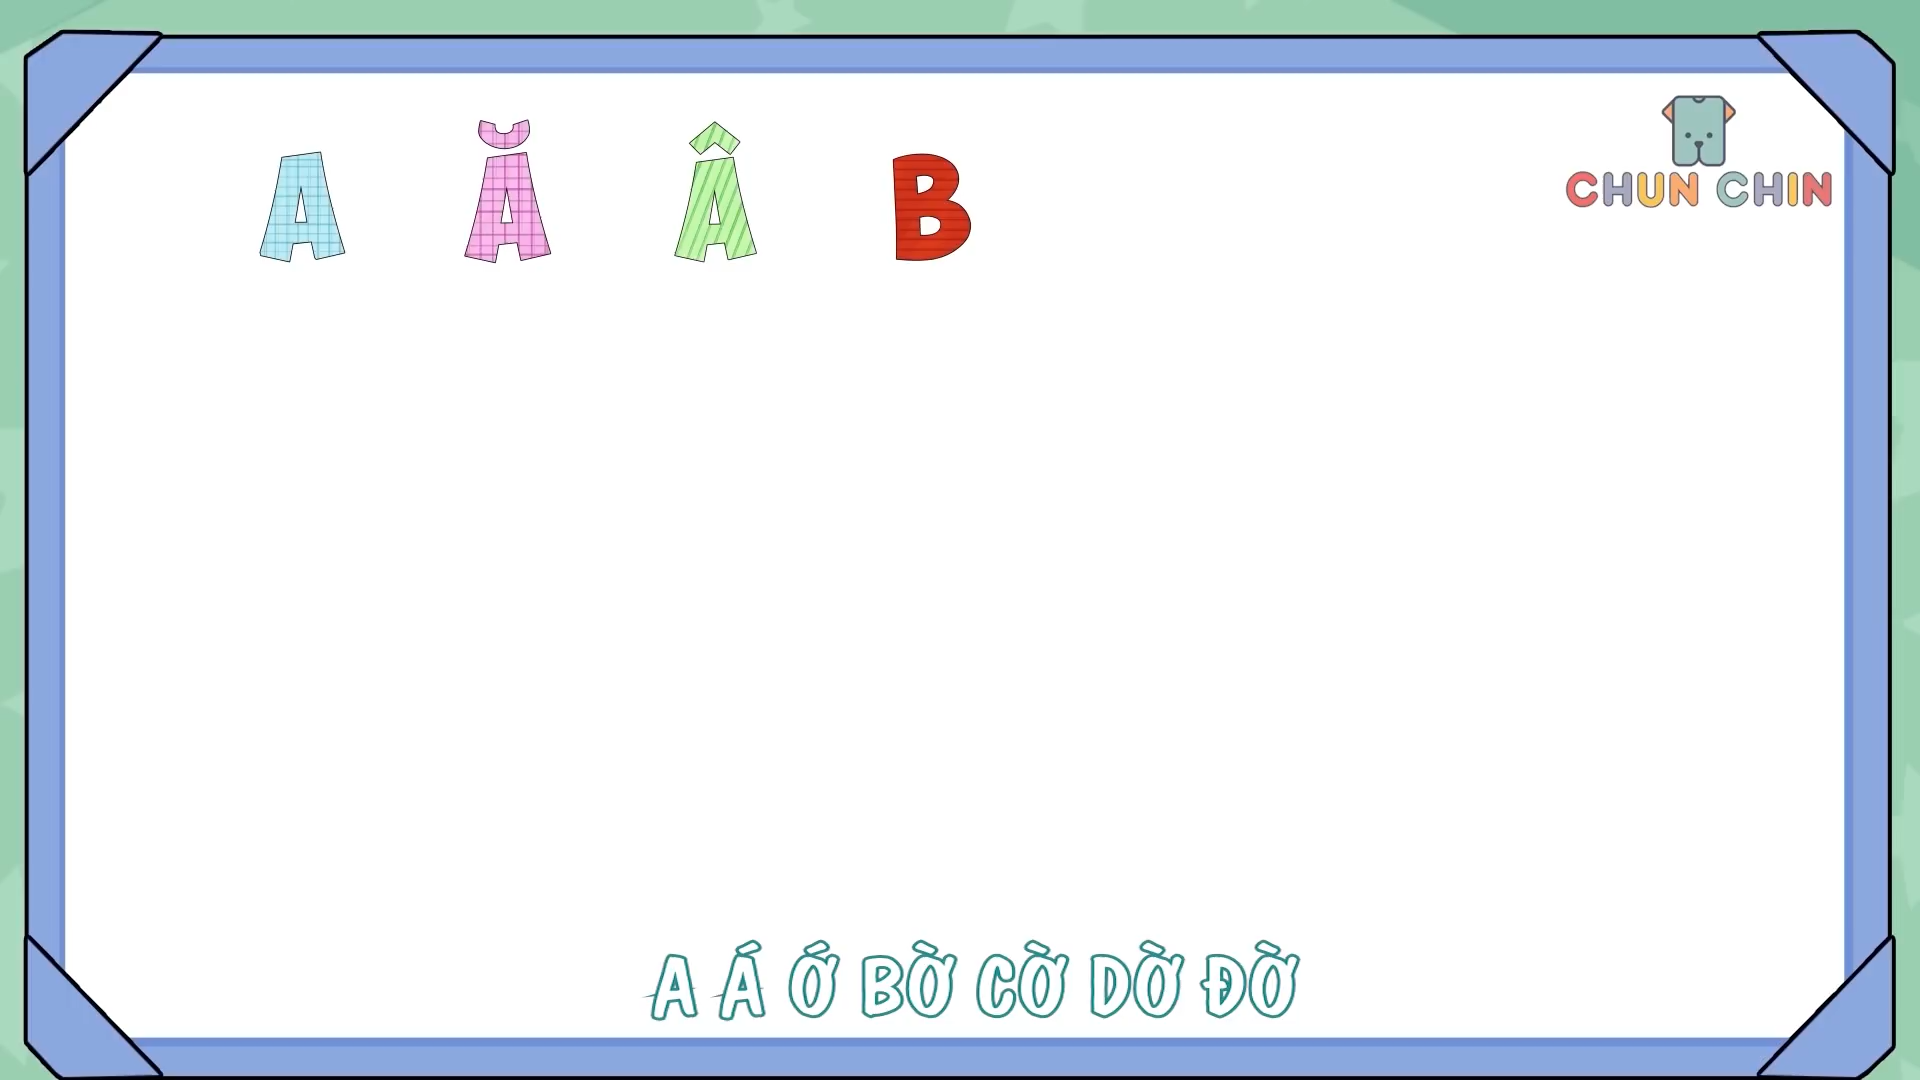 A Ă Â B
CHUN CHIN
A Á Ớ BỜ CỜ DỜ ĐỜ